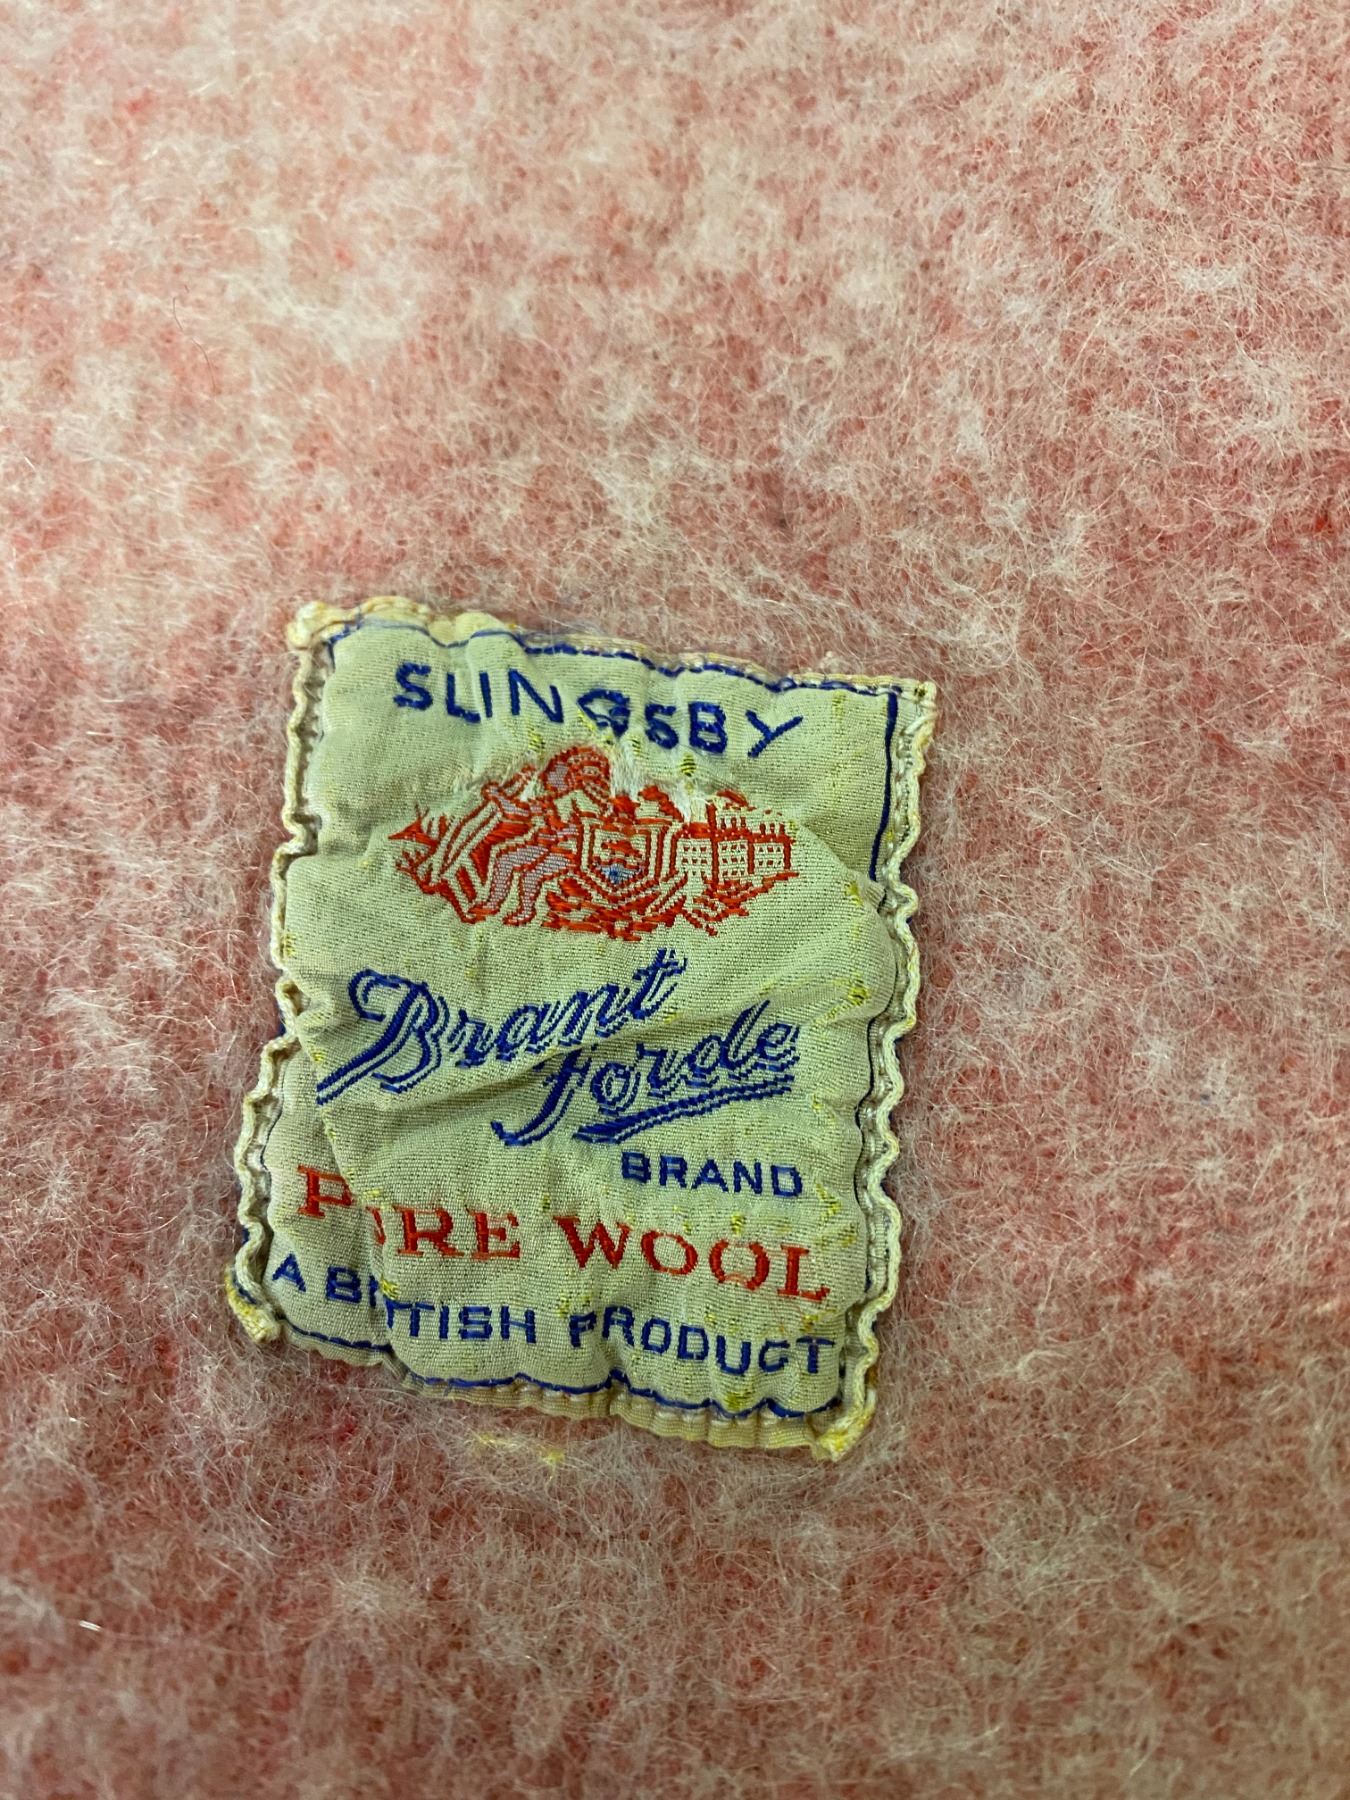 SLINGSBY
Brant
Forde
BRAND
PURE WOOL
A BRITISH PRODUCT